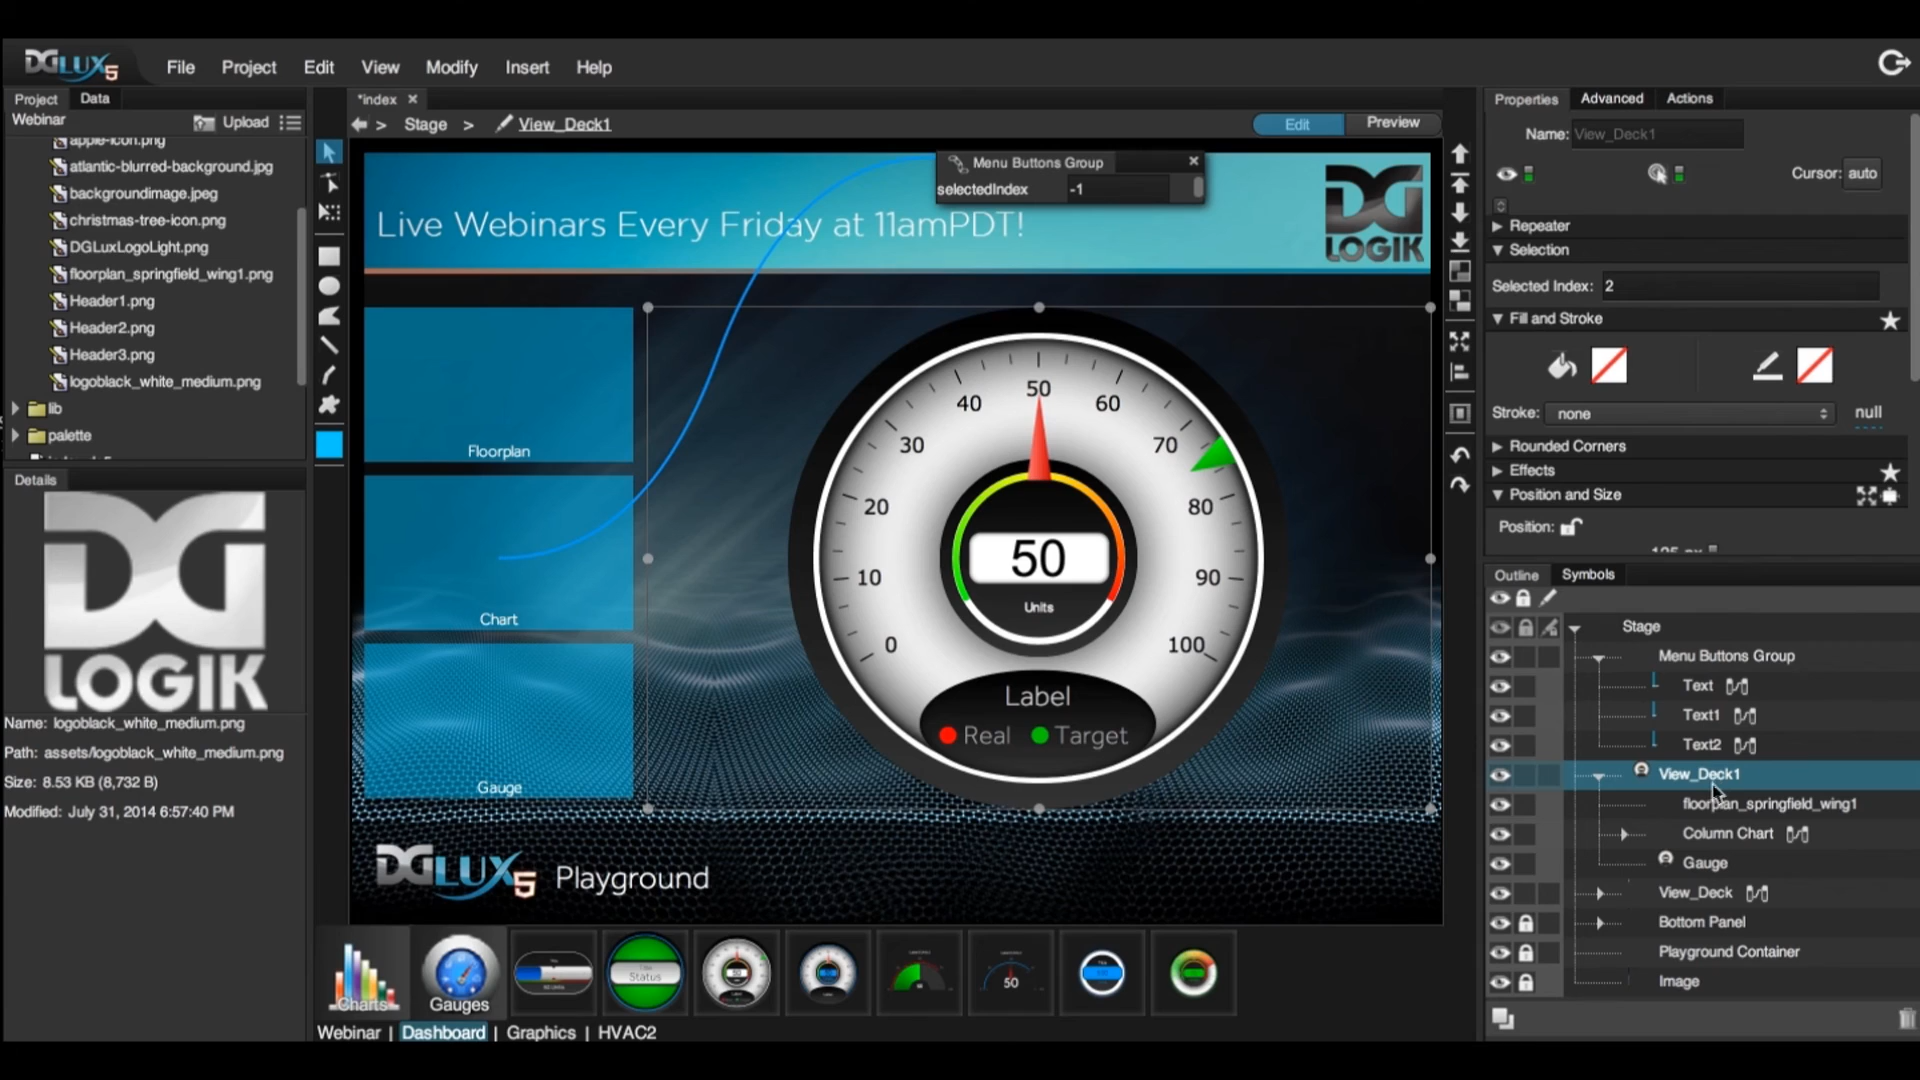 DGLUX5
File Project Edit View Modify Insert Help
Project Data
Webinar Upload
apple-icon.png
atlantic-blurred-background.jpg
backgroundimage.jpeg
christmas-tree-icon.png
DGLuxLogoLight.png
floorplan_springfield_wing1.png
Header1.png
Header2.png
Header3.png
logoblack_white_medium.png
lib
palette
Details
DG
LOGIK
Name: logoblack_white_medium.png
Path: assets/logoblack_white_medium.png
Size: 8.53 KB (8,732 B)
Modified: July 31, 2014 6:57:40 PM
*index
> Stage > View_Deck1
Edit Preview
Menu Buttons Group
selectedIndex -1
Live Webinars Every Friday at 11amPDT!
DG
LOGIK
Floorplan
Chart
Gauge
0
10
20
30
40
50
60
70
80
90
100
50
Units
Label
Real Target
DGLUX5 Playground
Charts
Gauges
Status
50
Webinar | Dashboard | Graphics | HVAC2
Properties Advanced Actions
Name: View_Deck1
Cursor: auto
Repeater
Selection
Selected Index: 2
Fill and Stroke
Stroke: none null
Rounded Corners
Effects
Position and Size
Position:
Outline Symbols
Stage
Menu Buttons Group
Text
Text1
Text2
View_Deck1
floorplan_springfield_wing1
Column Chart
Gauge
View_Deck
Bottom Panel
Playground Container
Image